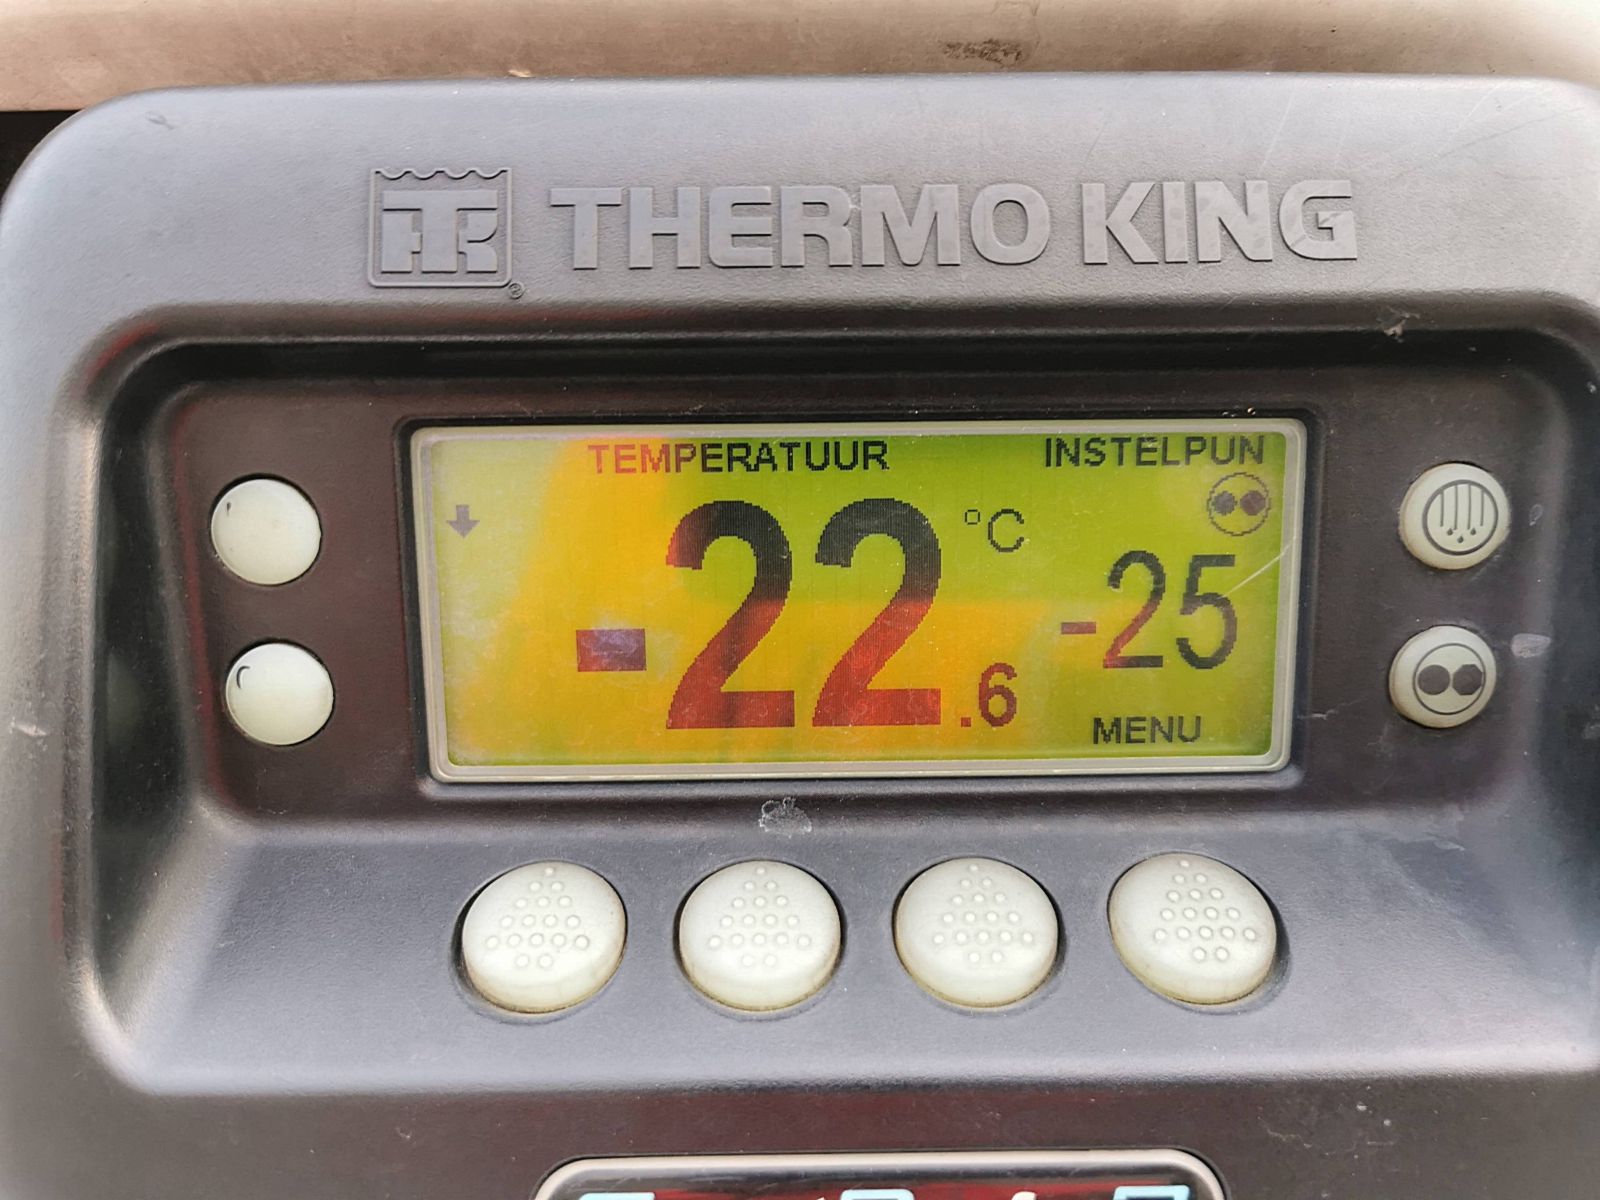 THERMO KING
TEMPERATUUR INSTELPUN
-22.6 °C -25
MENU